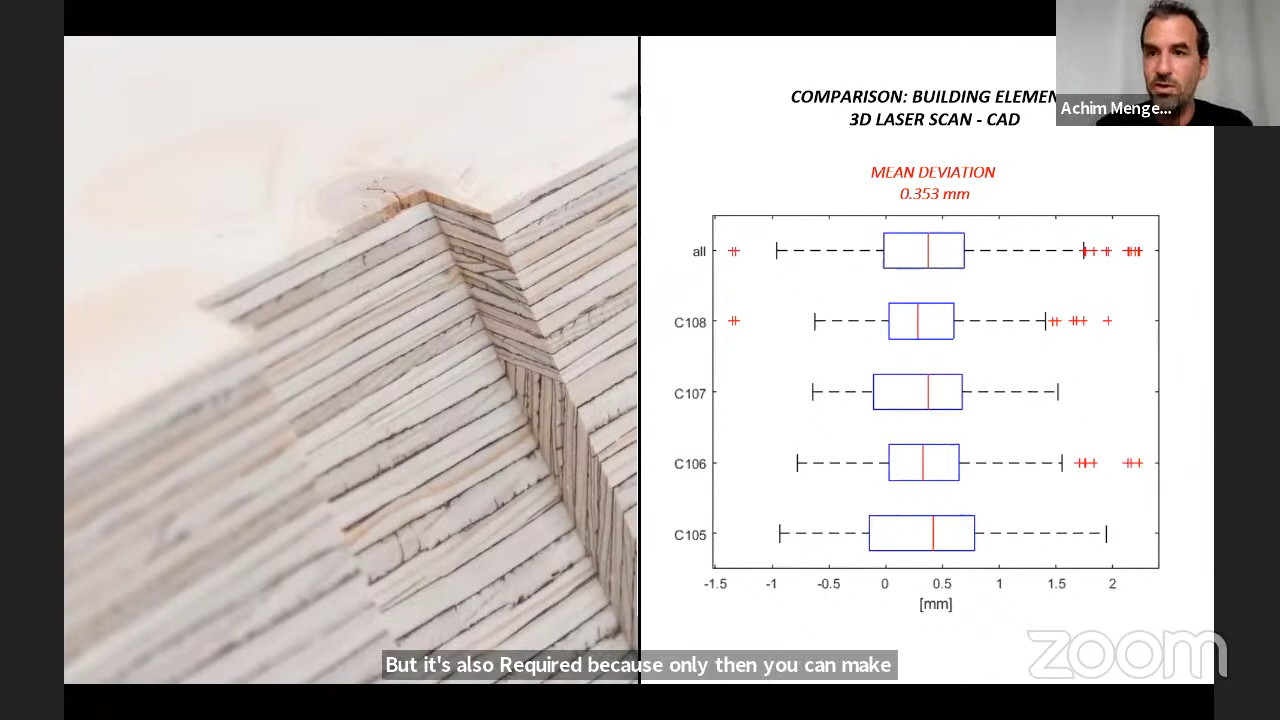 COMPARISON: BUILDING ELEMEN
3D LASER SCAN - CAD
Achim Menge...
MEAN DEVIATION
0.353 mm
all
C108
C107
C106
C105
-1.5 -1 -0.5 0 0.5 1 1.5 2
[mm]
zoom
But it's also Required because only then you can make